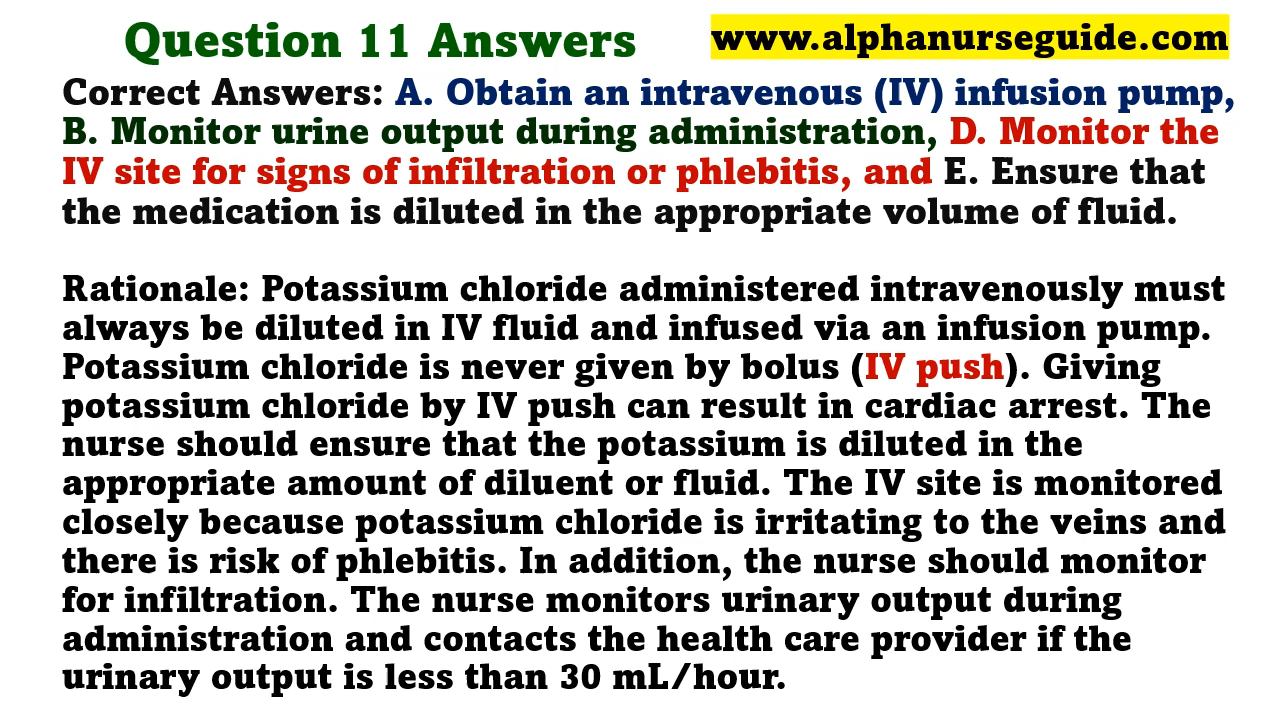 Question 11 Answers
www.alphanurseguide.com
Correct Answers: A. Obtain an intravenous (IV) infusion pump,
B. Monitor urine output during administration, D. Monitor the
IV site for signs of infiltration or phlebitis, and E. Ensure that
the medication is diluted in the appropriate volume of fluid.
Rationale: Potassium chloride administered intravenously must
always be diluted in IV fluid and infused via an infusion pump.
Potassium chloride is never given by bolus (IV push). Giving
potassium chloride by IV push can result in cardiac arrest. The
nurse should ensure that the potassium is diluted in the
appropriate amount of diluent or fluid. The IV site is monitored
closely because potassium chloride is irritating to the veins and
there is risk of phlebitis. In addition, the nurse should monitor
for infiltration. The nurse monitors urinary output during
administration and contacts the health care provider if the
urinary output is less than 30 mL/hour.